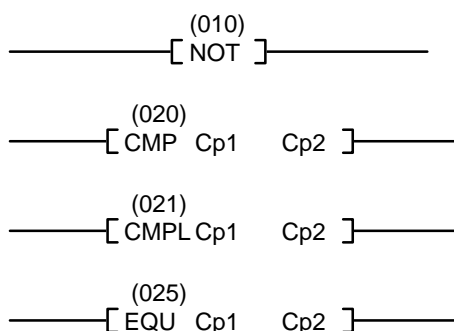 (010)
NOT
(020)
CMP Cp1 Cp2
(021)
CMPL Cp1 Cp2
(025)
EQU Cp1 Cp2